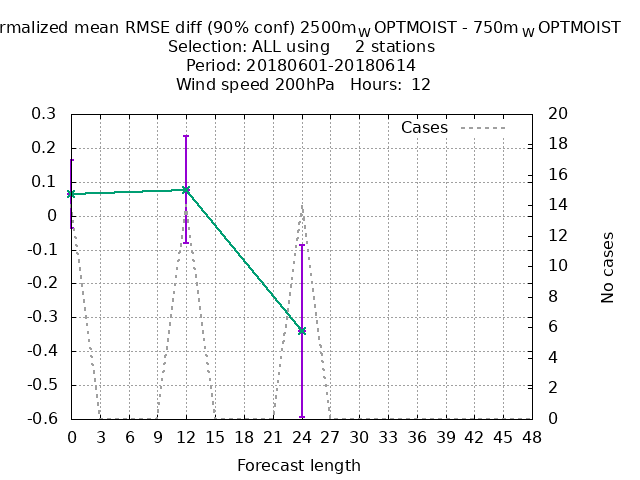 rmalized mean RMSE diff (90% conf) 2500m W OPTMOIST - 750m W OPTMOIST
Selection: ALL using 2 stations
Period: 20180601-20180614
Wind speed 200hPa Hours: 12
Cases
0.3
0.2
0.1
0
-0.1
-0.2
-0.3
-0.4
-0.5
-0.6
20
18
16
14
12
10
8
6
4
2
0
No cases
0 3 6 9 12 15 18 21 24 27 30 33 36 39 42 45 48
Forecast length